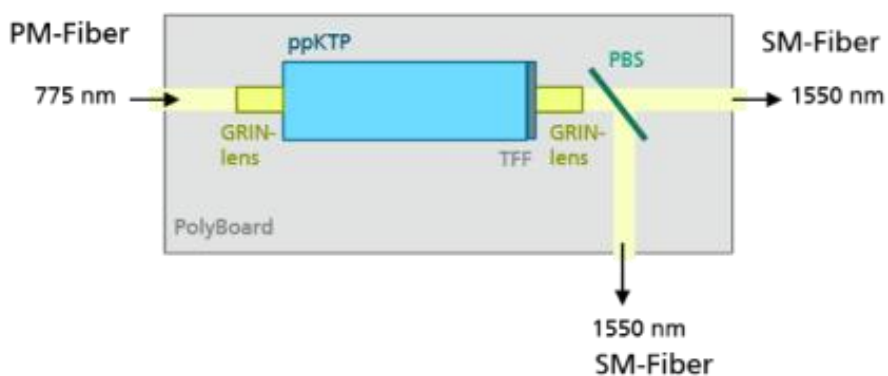 PM-Fiber
775 nm
GRIN-
lens
ppKTP
TFF
GRIN-
lens
PBS
SM-Fiber
1550 nm
PolyBoard
1550 nm
SM-Fiber